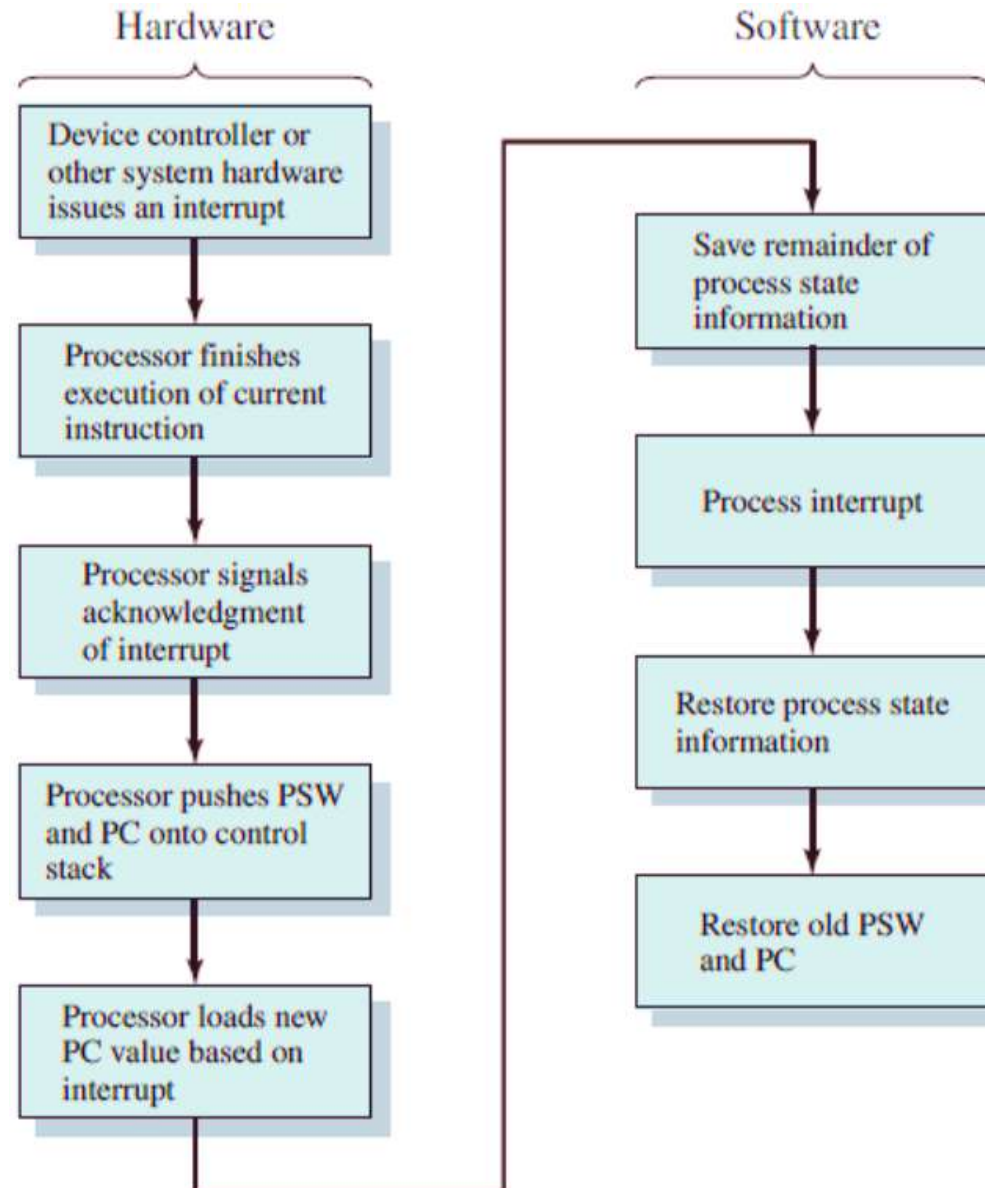 Hardware
Device controller or
other system hardware
issues an interrupt
Processor finishes
execution of current
instruction
Processor signals
acknowledgment
of interrupt
Processor pushes PSW
and PC onto control
stack
Processor loads new
PC value based on
interrupt
Software
Save remainder of
process state
information
Process interrupt
Restore process state
information
Restore old PSW
and PC